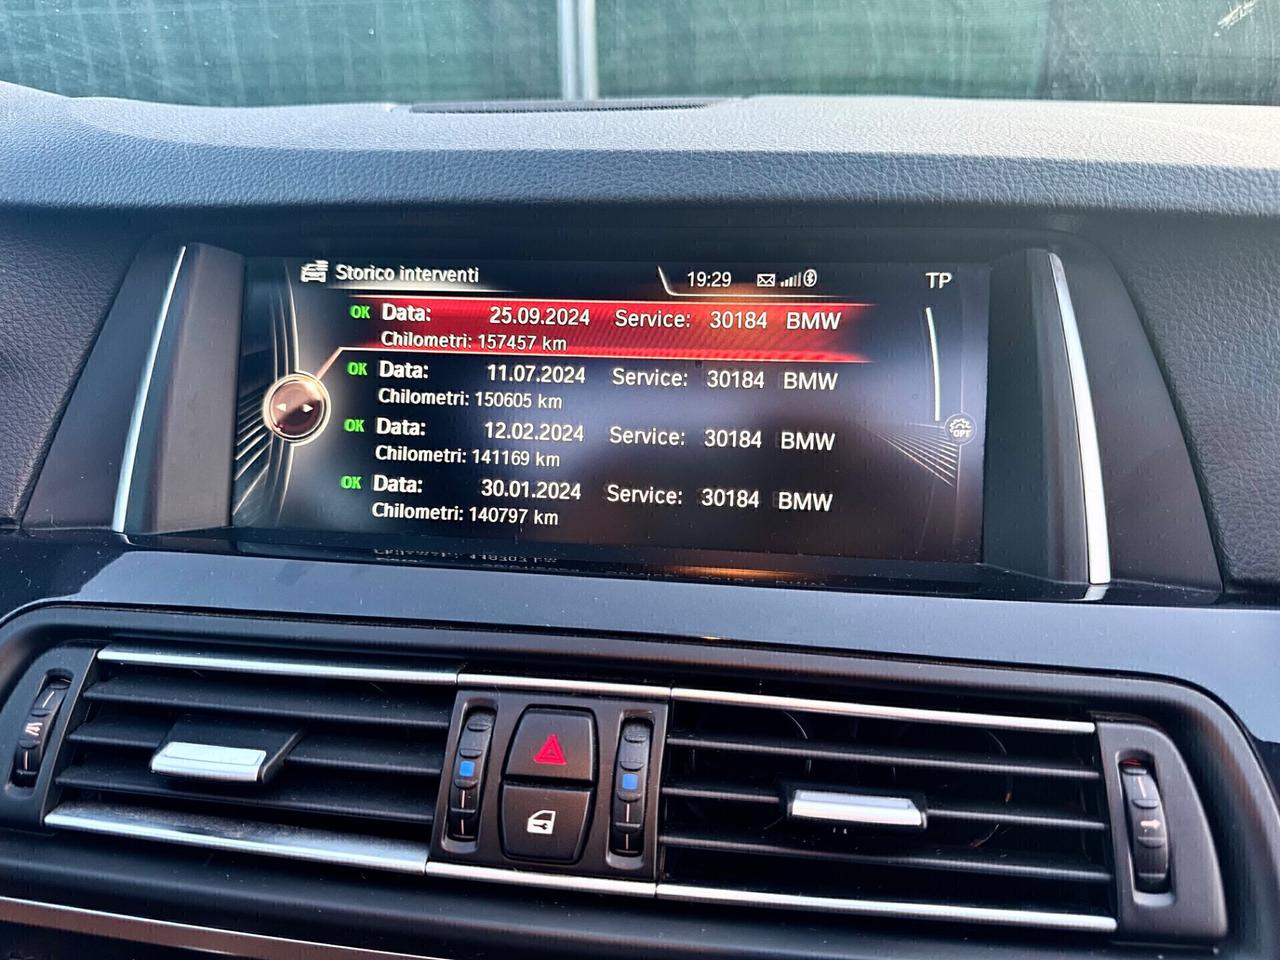 Storico interventi 19:29 TP
OK Data: 25.09.2024 Service: 30184 BMW
Chilometri: 157457 km
OK Data: 11.07.2024 Service: 30184 BMW
Chilometri: 150605 km
OK Data: 12.02.2024 Service: 30184 BMW
Chilometri: 141169 km
OPT
OK Data: 30.01.2024 Service: 30184 BMW
Chilometri: 140797 km